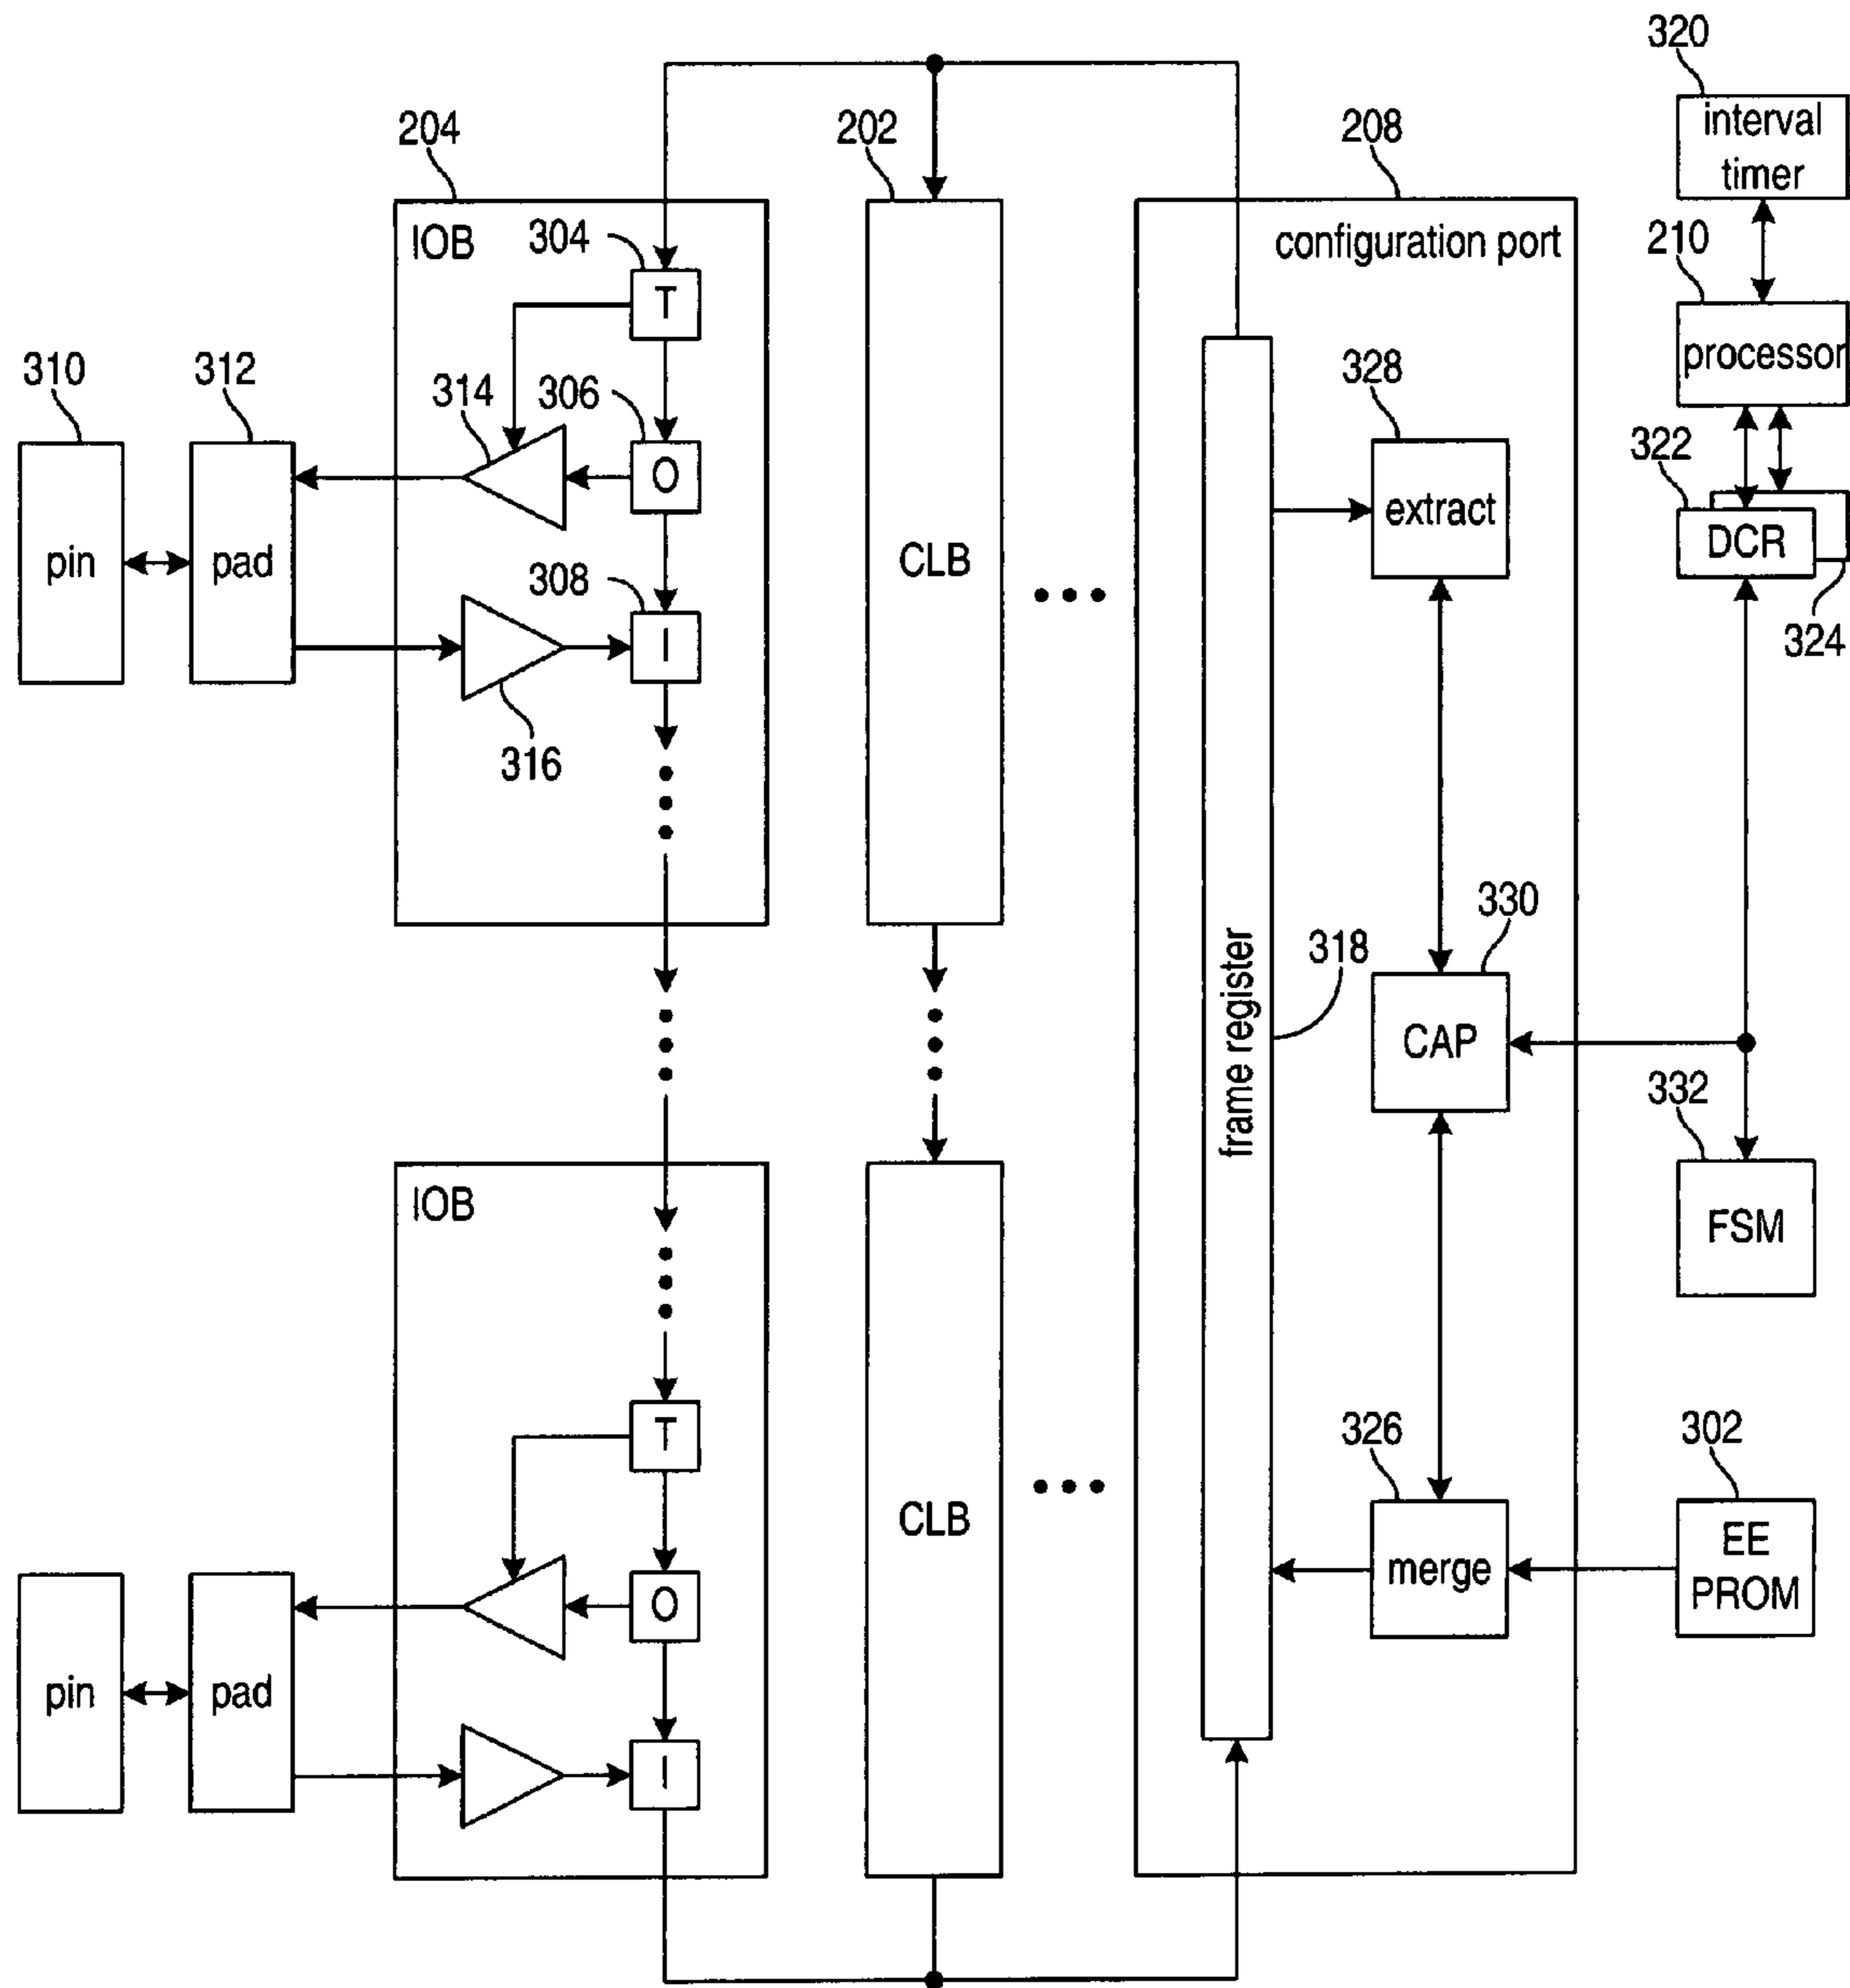 320
interval
timer
204
202
208
IOB
304
configuration port
210
T
processor
310
312
314
306
328
322
O
extract
DCR
pin
pad
CLB
308
324
I
316
330
318
frame register
CAP
332
IOB
FSM
T
326
302
CLB
EE
PROM
merge
O
pin
pad
I